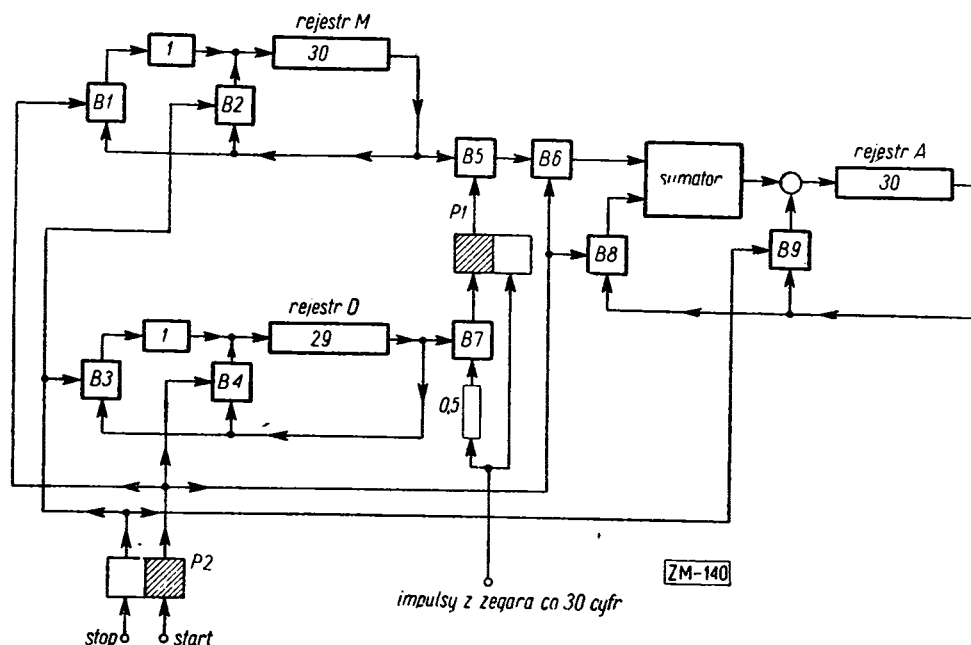 rejestr M
1
30
B1
B2
B5
B6
sumator
rejestr A
30
P1
B8
B9
rejestr D
1
29
B7
B3
B4
0,5
P2
ZM-140
impulsy z zegara co 30 cyfr
stop
start